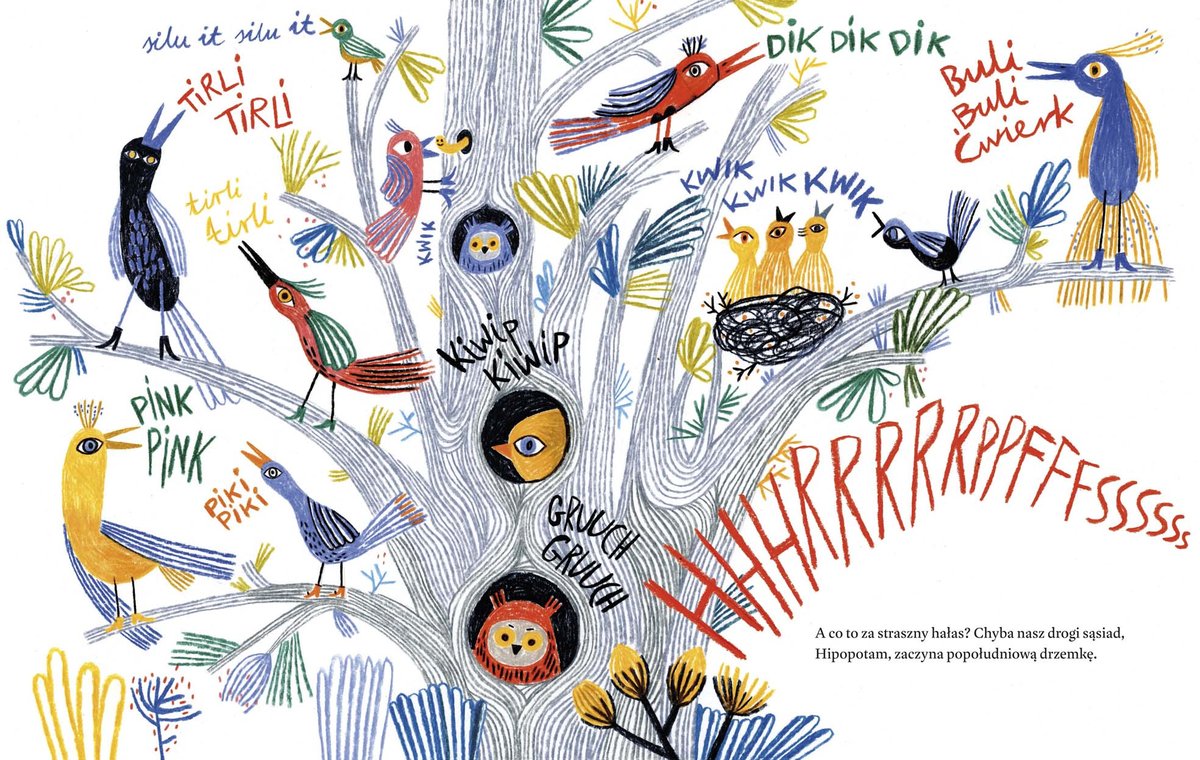 silu it silu it
TiRLi
TiRLi
tirli
tirli
KWIK
DiK DiK DiK
Buli
Buli
Ćwierk
KWIK
KWIK KWIK
KiWiP
KiWiP
PiNK
PiNK
PiKi
PiKi
GRUUCH
GRUUCH
HHHRRRRRRPPFFFSSSSSs
A co to za straszny hałas? Chyba nasz drogi sąsiad,
Hipopotam, zaczyna popołudniową drzemkę.